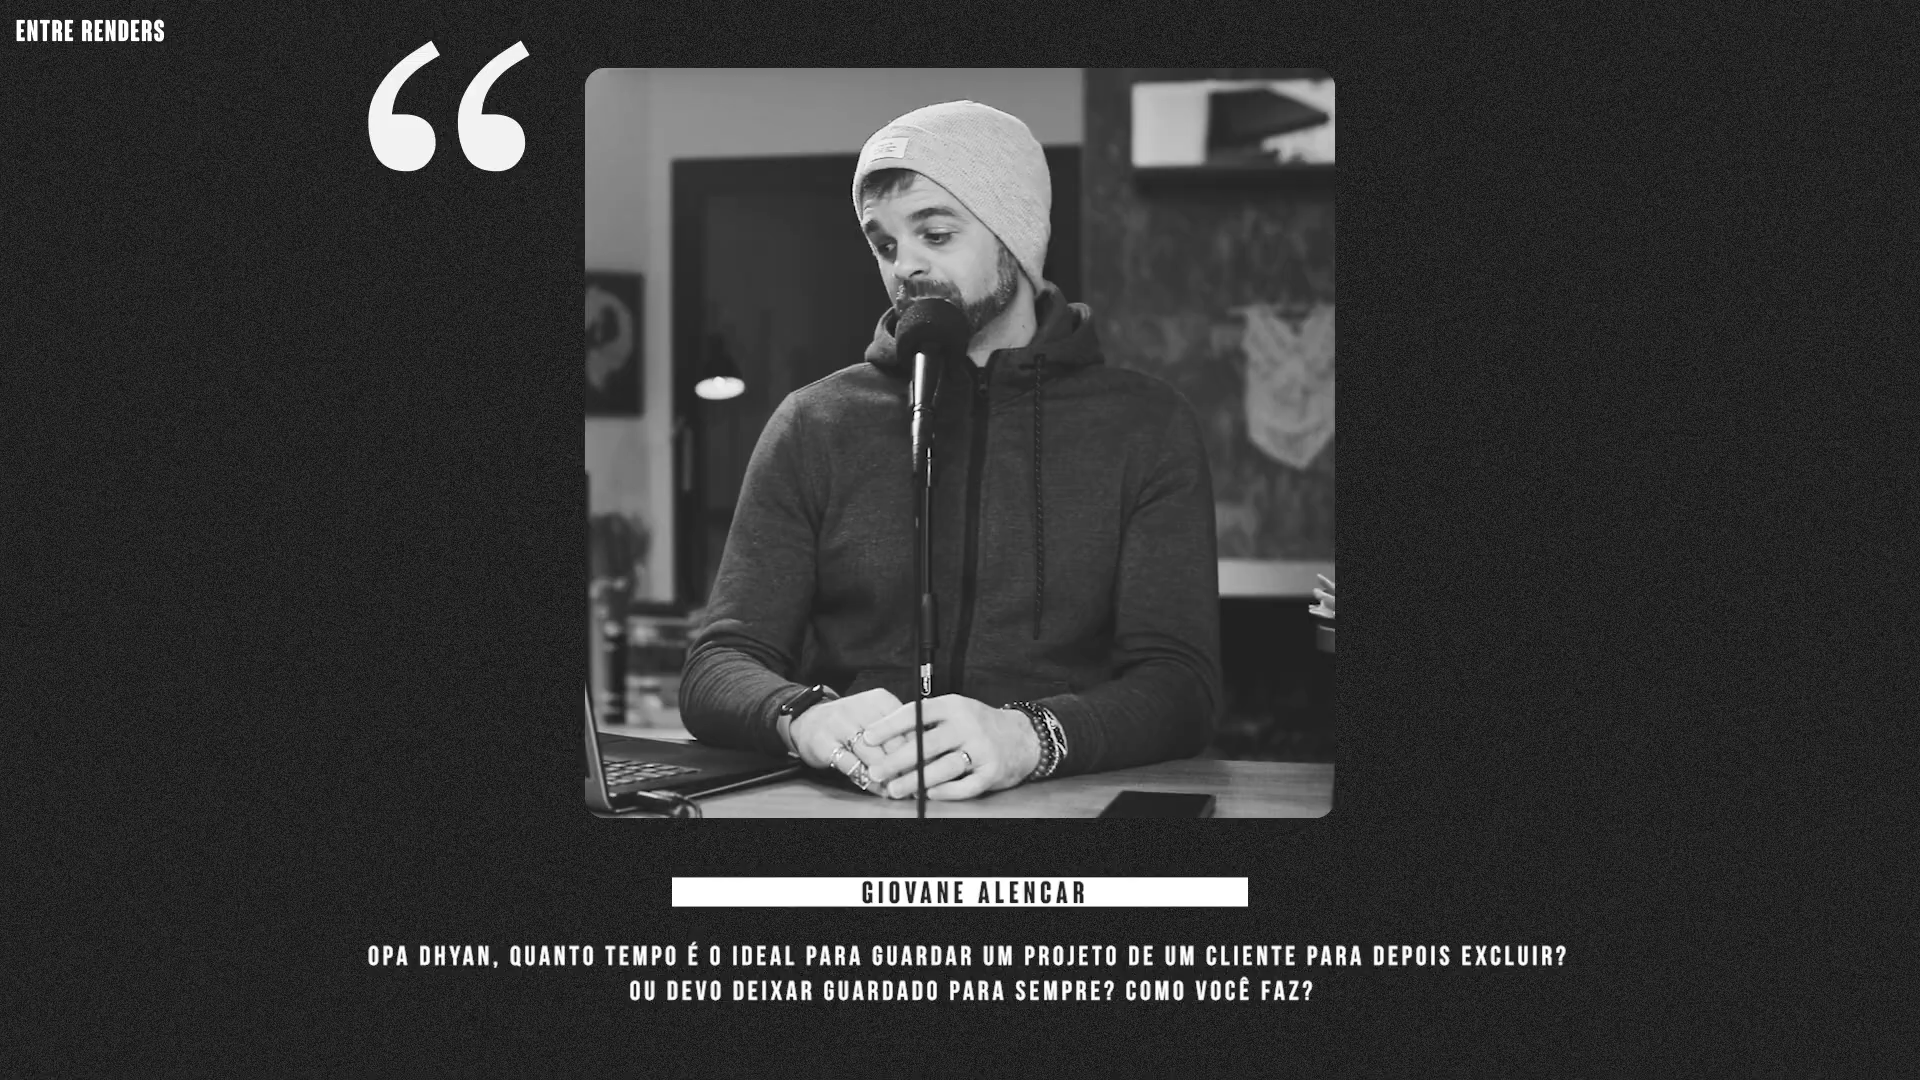 ENTRE RENDERS
“
GIOVANE ALENCAR
OPA DHYAN, QUANTO TEMPO É O IDEAL PARA GUARDAR UM PROJETO DE UM CLIENTE PARA DEPOIS EXCLUIR?
OU DEVO DEIXAR GUARDADO PARA SEMPRE? COMO VOCÊ FAZ?